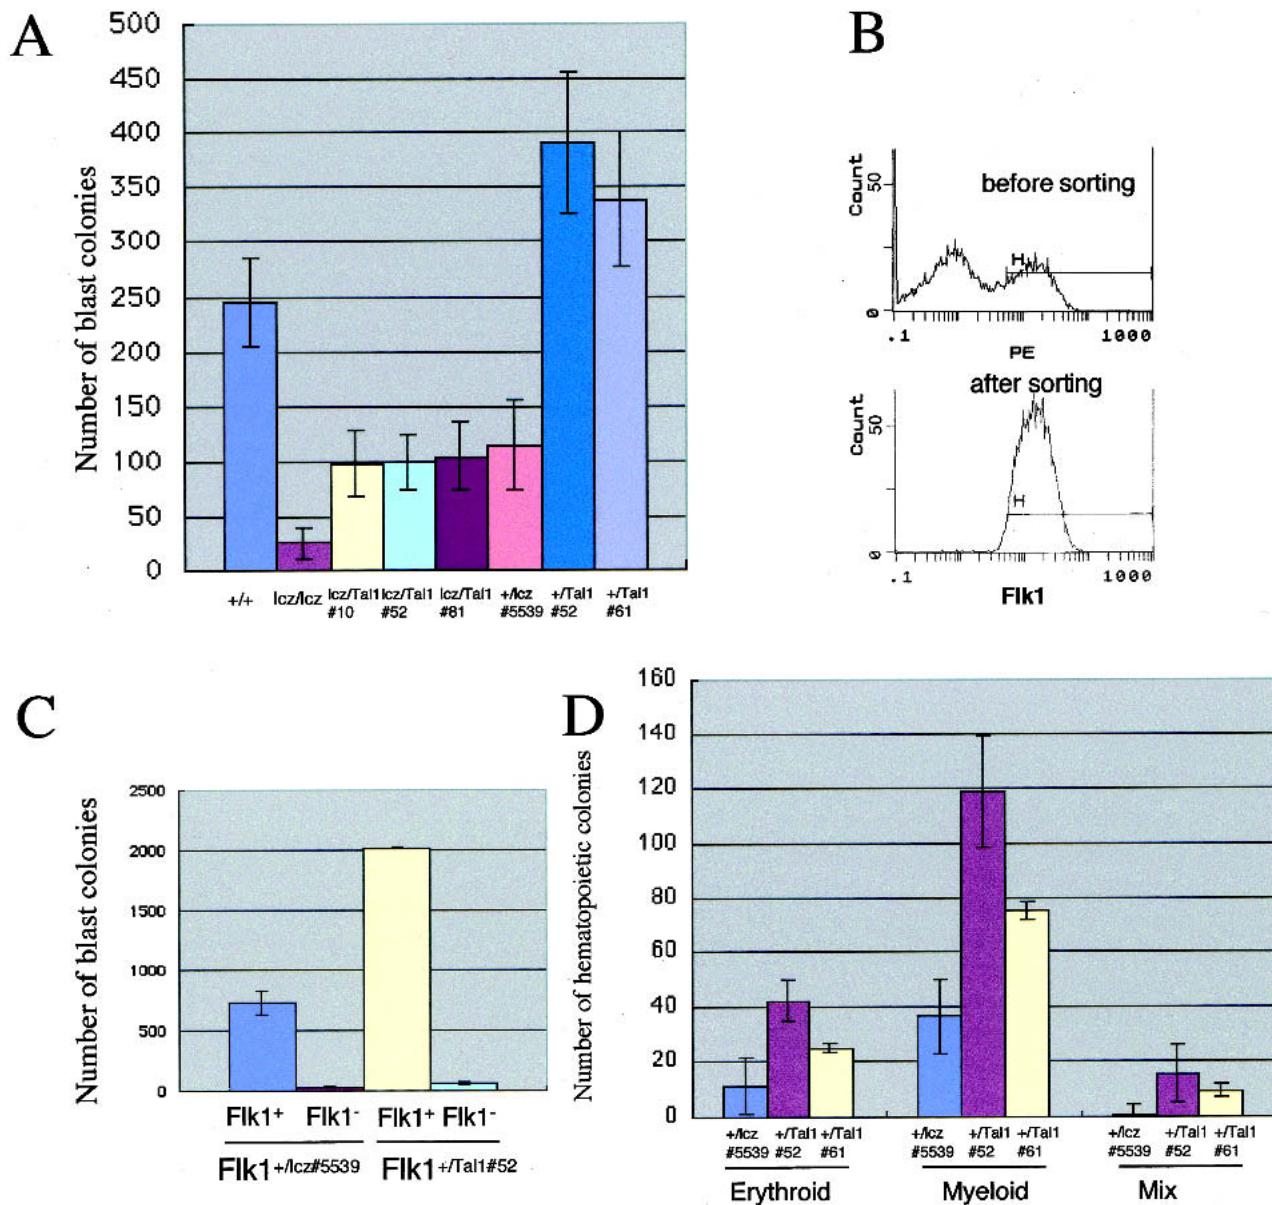 A
Number of blast colonies
500
450
400
350
300
250
200
150
100
50
0
+/+
lcz/lcz
lcz/Tal1 #10
lcz/Tal1 #52
lcz/Tal1 #81
+/lcz #5539
+/Tal1 #52
+/Tal1 #61
B
before sorting
Count
50
0
H
.1
1000
PE
after sorting
Count
50
0
H
.1
1000
Flk1
C
Number of blast colonies
2500
2000
1500
1000
500
0
Flk1+ Flk1- Flk1+ Flk1-
Flk1+/lcz#5539 Flk1+/Tal1#52
D
Number of hematopoietic colonies
160
140
120
100
80
60
40
20
0
+/lcz +/Tal1 +/Tal1 +/lcz +/Tal1 +/Tal1 +/lcz +/Tal1 +/Tal1
#5539 #52 #61 #5539 #52 #61 #5539 #52 #61
Erythroid Myeloid Mix